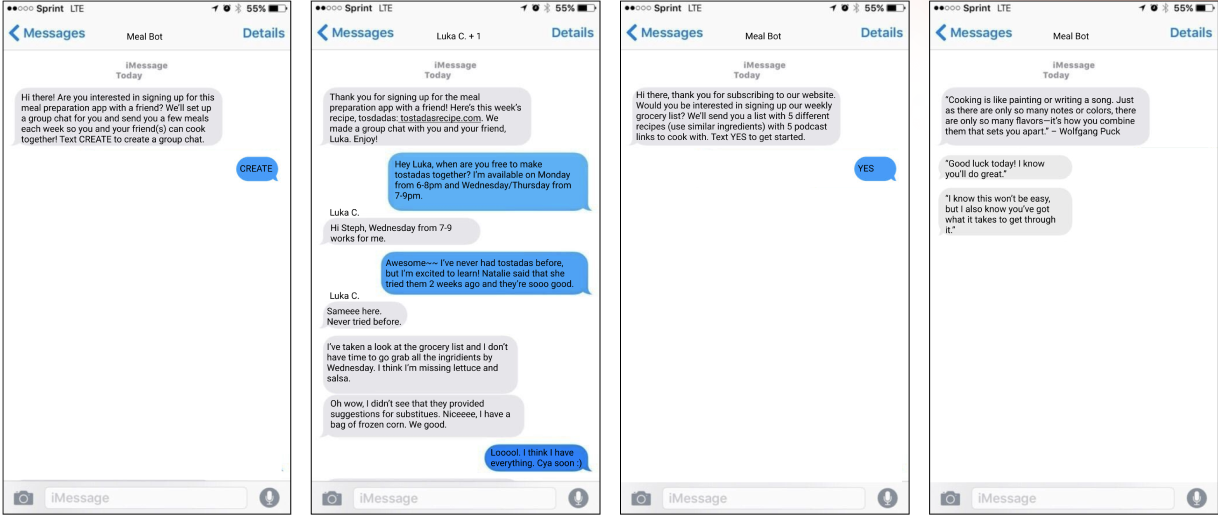 ●●○○○ Sprint LTE 55%
Messages Meal Bot Details
iMessage
Today
Hi there! Are you interested in signing up for this
meal preparation app with a friend? We'll set up
a group chat for you and send you a few meals
each week so you and your friend(s) can cook
together! Text CREATE to create a group chat.
CREATE
iMessage
●●○○○ Sprint LTE 55%
Messages Luka C. + 1 Details
iMessage
Today
Thank you for signing up for the meal
preparation app with a friend! Here's this week's
recipe, tosdadas: tostadasrecipe.com. We
made a group chat with you and your friend,
Luka. Enjoy!
Hey Luka, when are you free to make
tostadas together? I'm available on Monday
from 6-8pm and Wednesday/Thursday from
7-9pm.
Luka C.
Hi Steph, Wednesday from 7-9
works for me.
Awesome~~ I've never had tostadas before,
but I'm excited to learn! Natalie said that she
tried them 2 weeks ago and they're sooo good.
Luka C.
Sameee here.
Never tried before.
I've taken a look at the grocery list and I don't
have time to go grab all the ingridients by
Wednesday. I think I'm missing lettuce and
salsa.
Oh wow, I didn't see that they provided
suggestions for substitues. Niceeee, I have a
bag of frozen corn. We good.
Looool. I think I have
everything. Cya soon :)
iMessage
●●○○○ Sprint LTE 55%
Messages Meal Bot Details
iMessage
Today
Hi there, thank you for subscribing to our website.
Would you be interested in signing up our weekly
grocery list? We'll send you a list with 5 different
recipes (use similar ingredients) with 5 podcast
links to cook with. Text YES to get started.
YES
iMessage
●●○○○ Sprint LTE 55%
Messages Meal Bot Details
iMessage
Today
“Cooking is like painting or writing a song. Just
as there are only so many notes or colors, there
are only so many flavors—it's how you combine
them that sets you apart.” – Wolfgang Puck
“Good luck today! I know
you'll do great.”
“I know this won't be easy,
but I also know you've got
what it takes to get through
it.”
iMessage